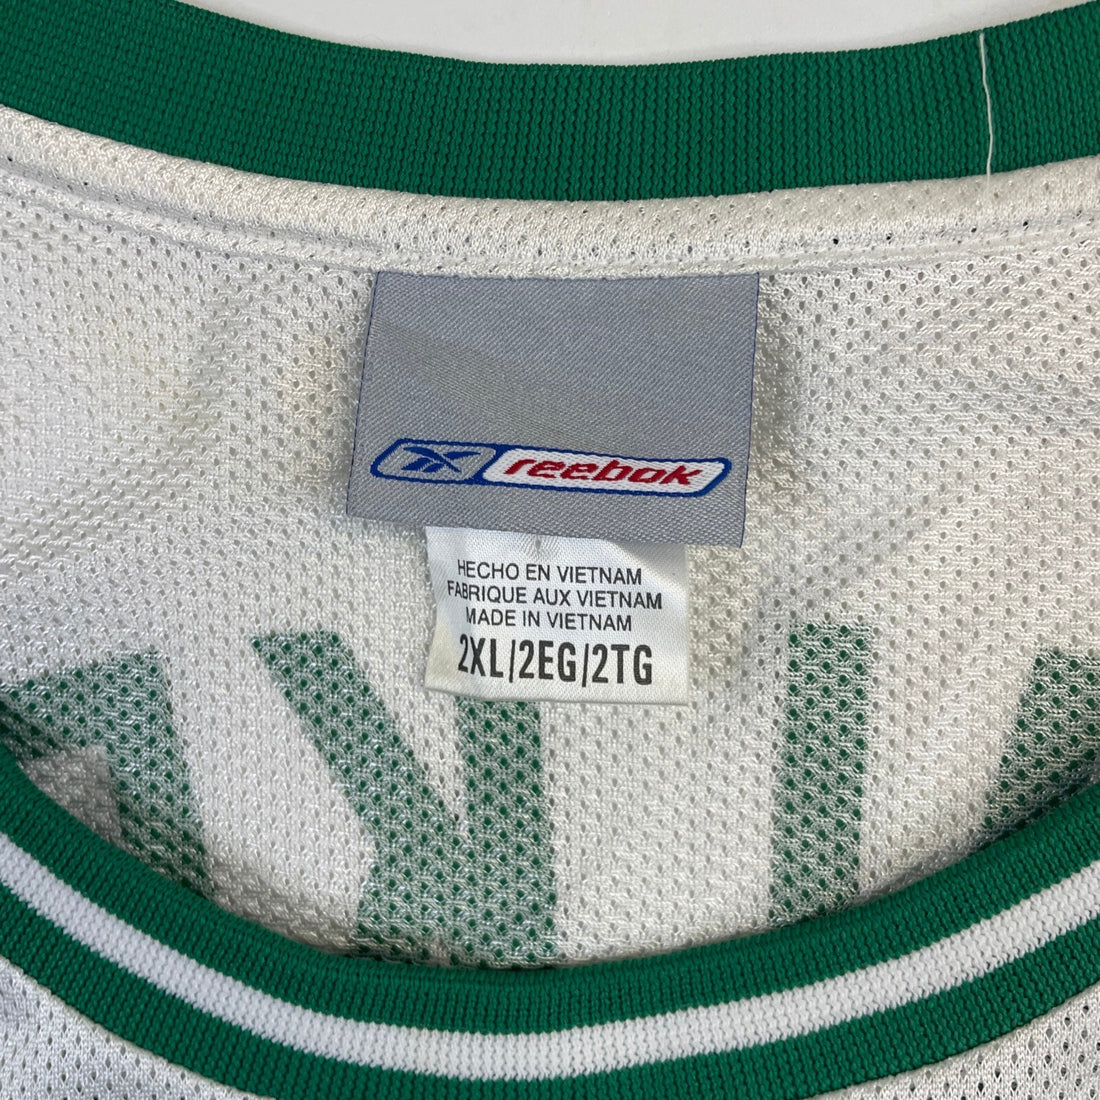 reebok
HECHO EN VIETNAM
FABRIQUE AUX VIETNAM
MADE IN VIETNAM
2XL/2EG/2TG